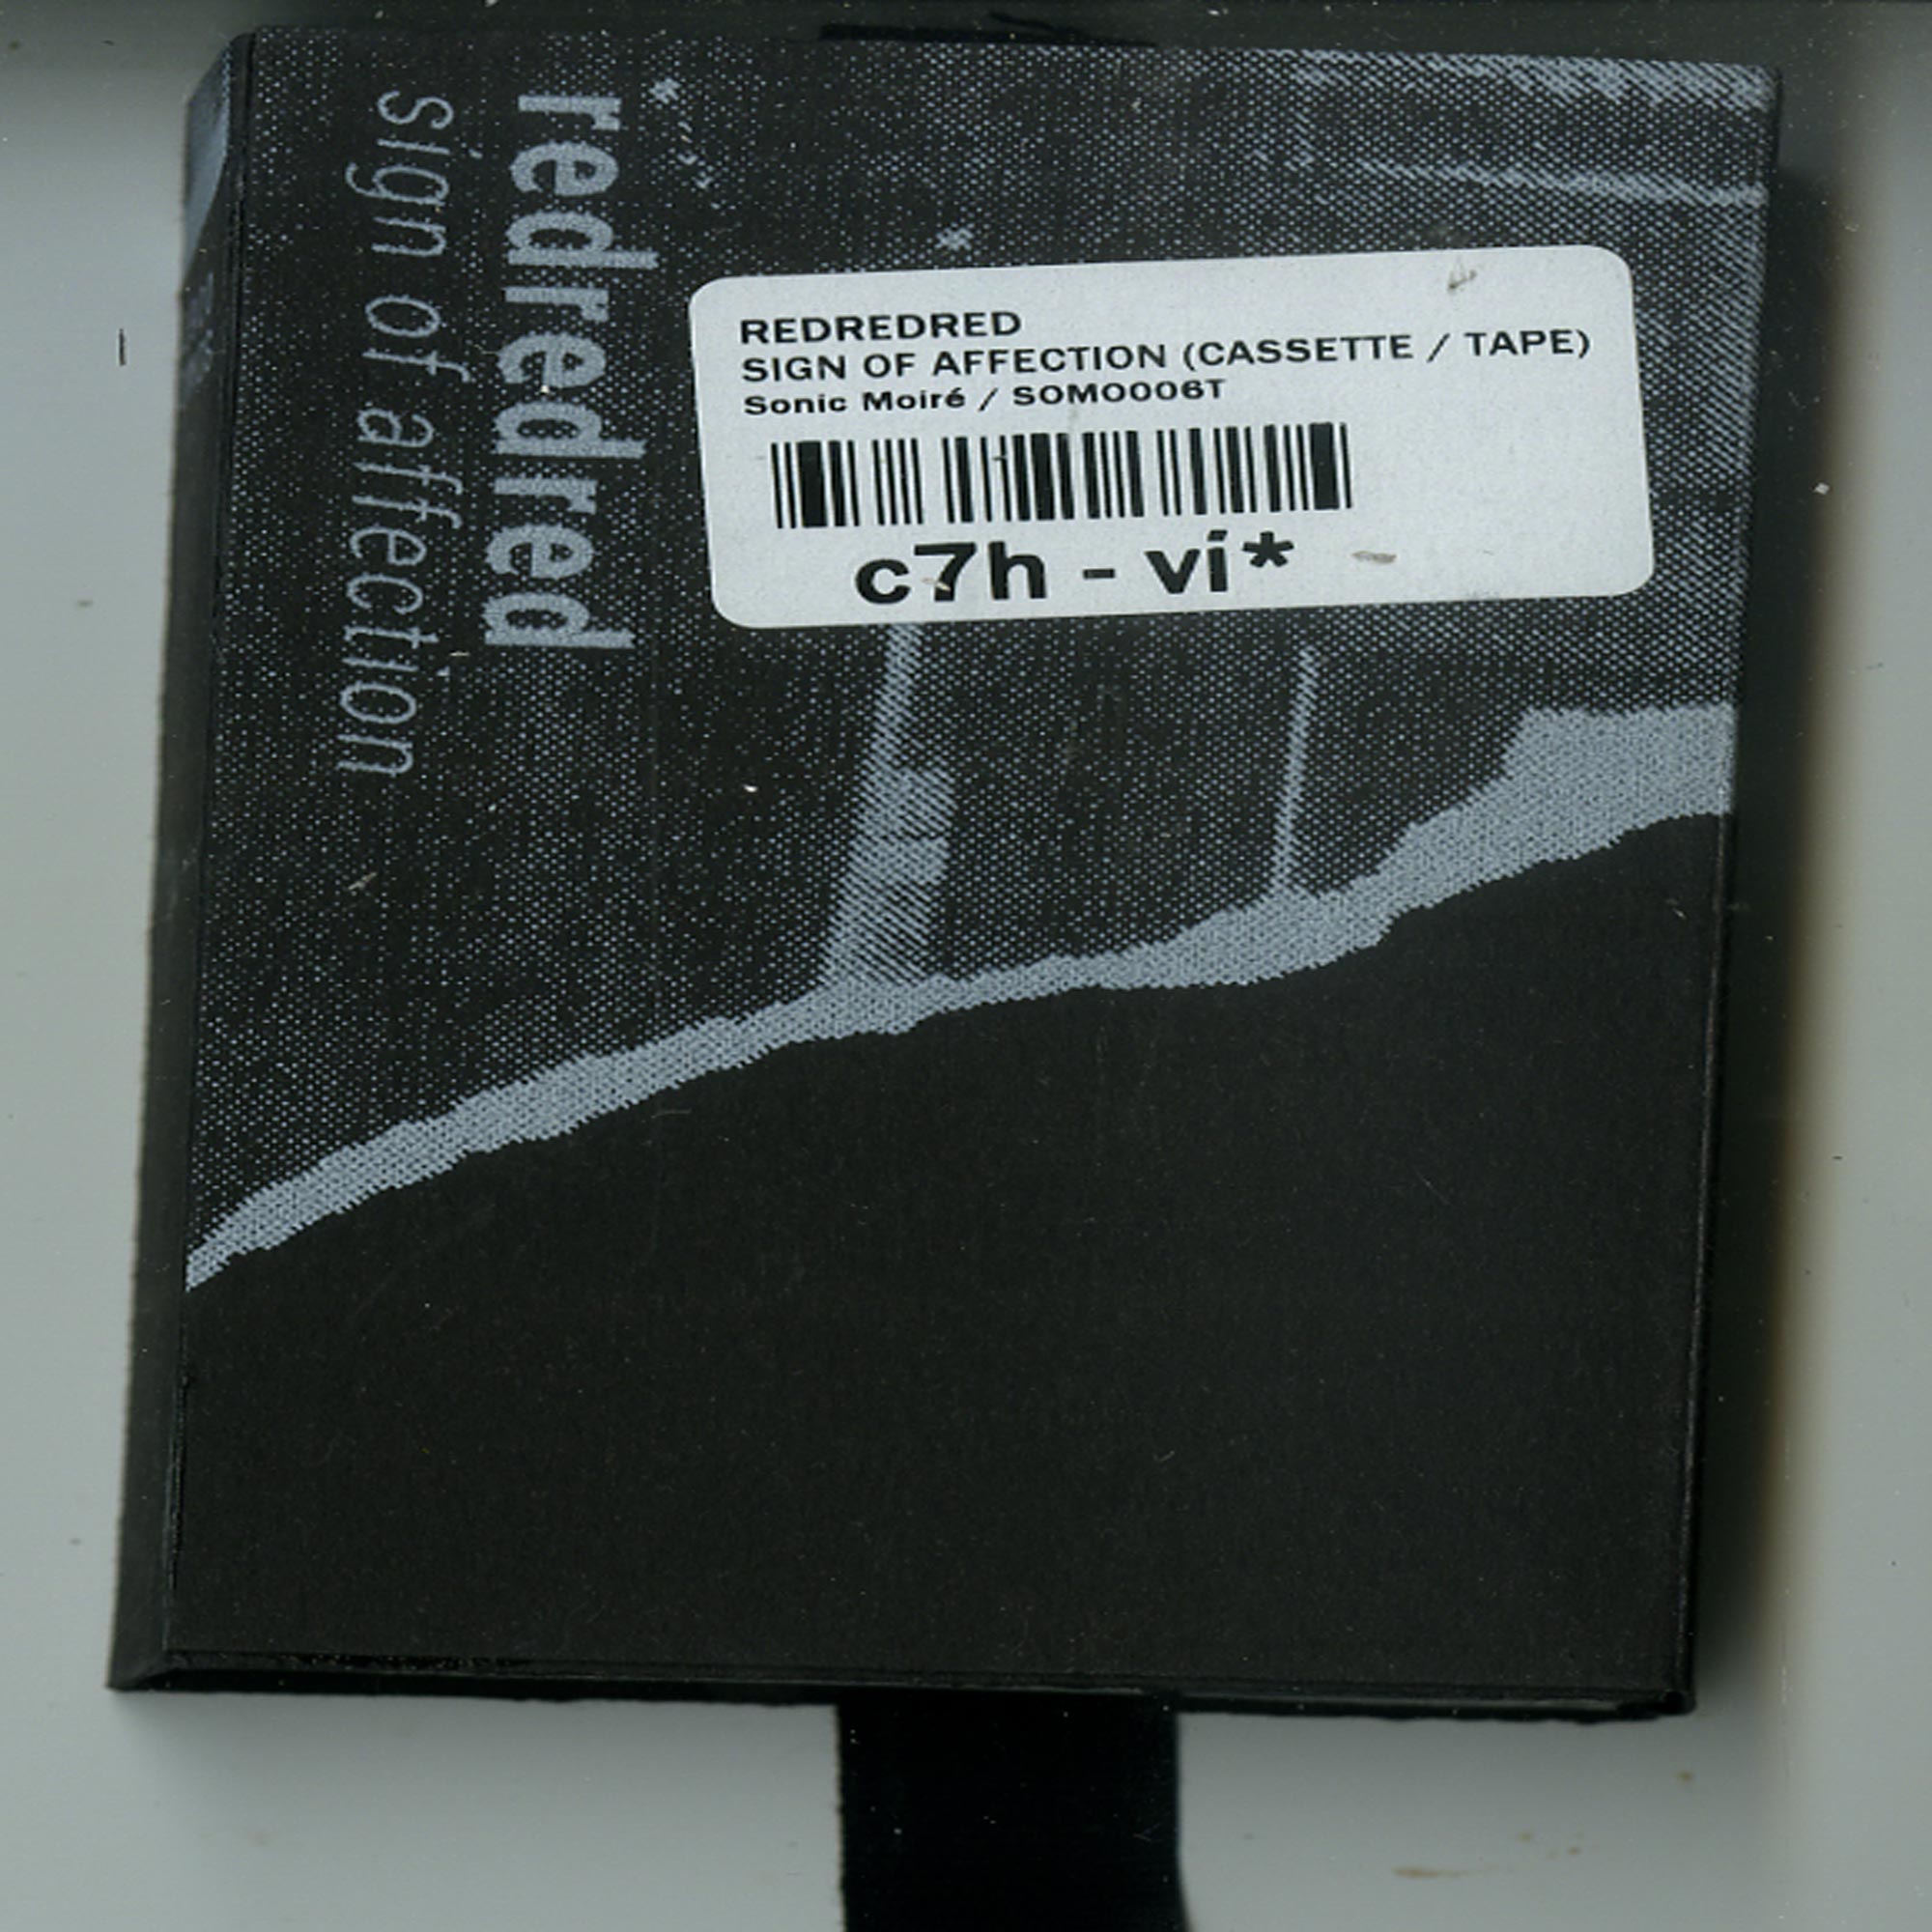 redredred
sign of affection
REDREDRED
SIGN OF AFFECTION (CASSETTE / TAPE)
Sonic Moiré / SOMO006T
c7h - vi*